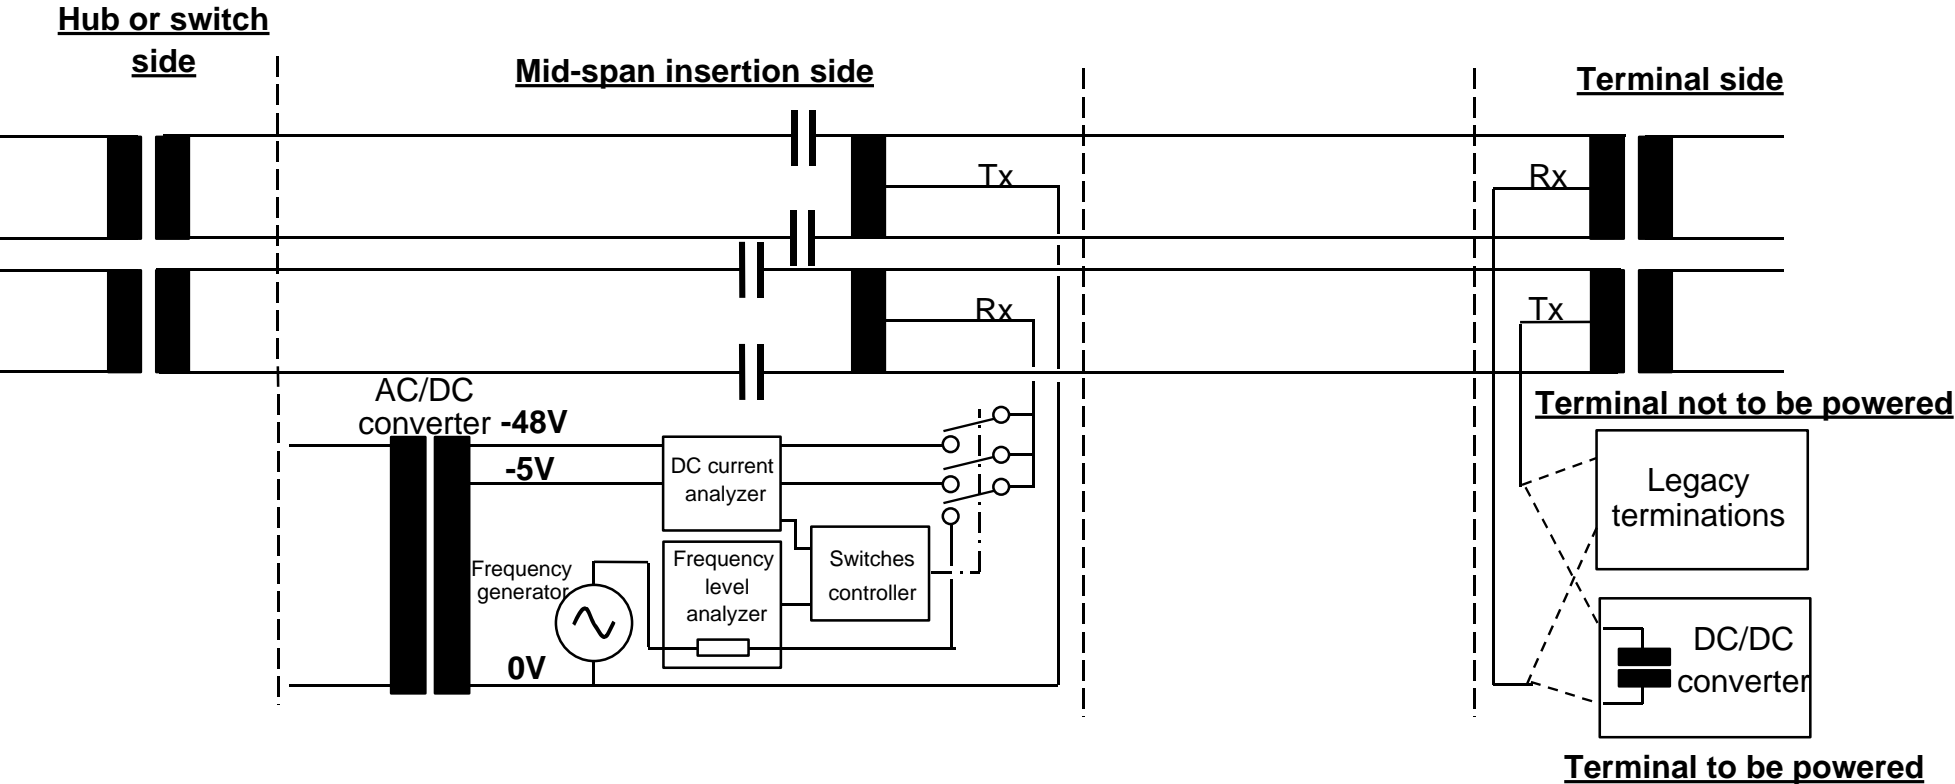 Hub or switch
side
Mid-span insertion side
Terminal side
Tx
Rx
Rx
Tx
AC/DC
converter
-48V
-5V
DC current
analyzer
Frequency
generator
Frequency
level
analyzer
Switches
controller
0V
Terminal not to be powered
Legacy
terminations
DC/DC
converter
Terminal to be powered